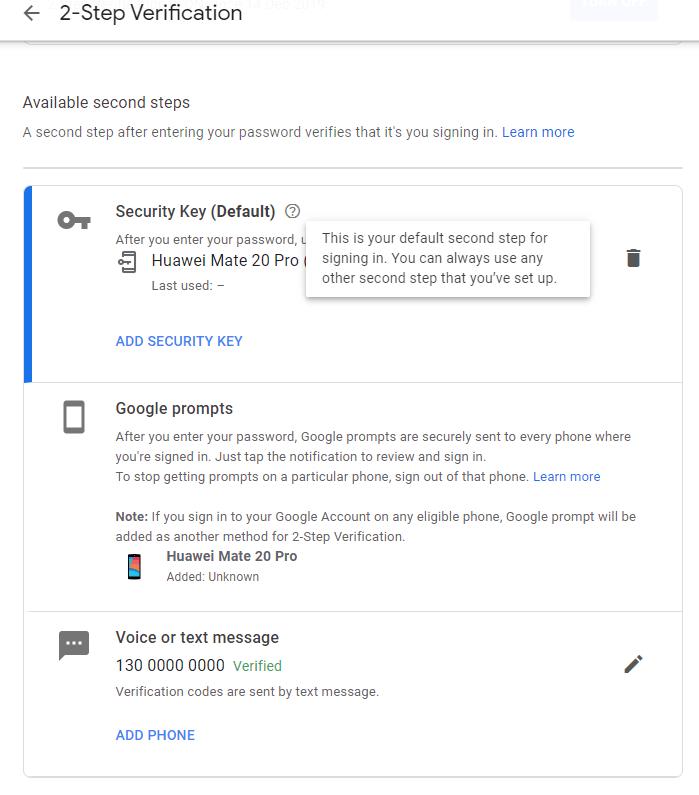 2-Step Verification
14 Dec 2019
TURN OFF
Available second steps
A second step after entering your password verifies that it's you signing in. Learn more
Security Key (Default)
After you enter your password, u
This is your default second step for
signing in. You can always use any
other second step that you've set up.
Huawei Mate 20 Pro (
Last used: –
ADD SECURITY KEY
Google prompts
After you enter your password, Google prompts are securely sent to every phone where
you're signed in. Just tap the notification to review and sign in.
To stop getting prompts on a particular phone, sign out of that phone. Learn more
Note: If you sign in to your Google Account on any eligible phone, Google prompt will be
added as another method for 2-Step Verification.
Huawei Mate 20 Pro
Added: Unknown
Voice or text message
130 0000 0000 Verified
Verification codes are sent by text message.
ADD PHONE